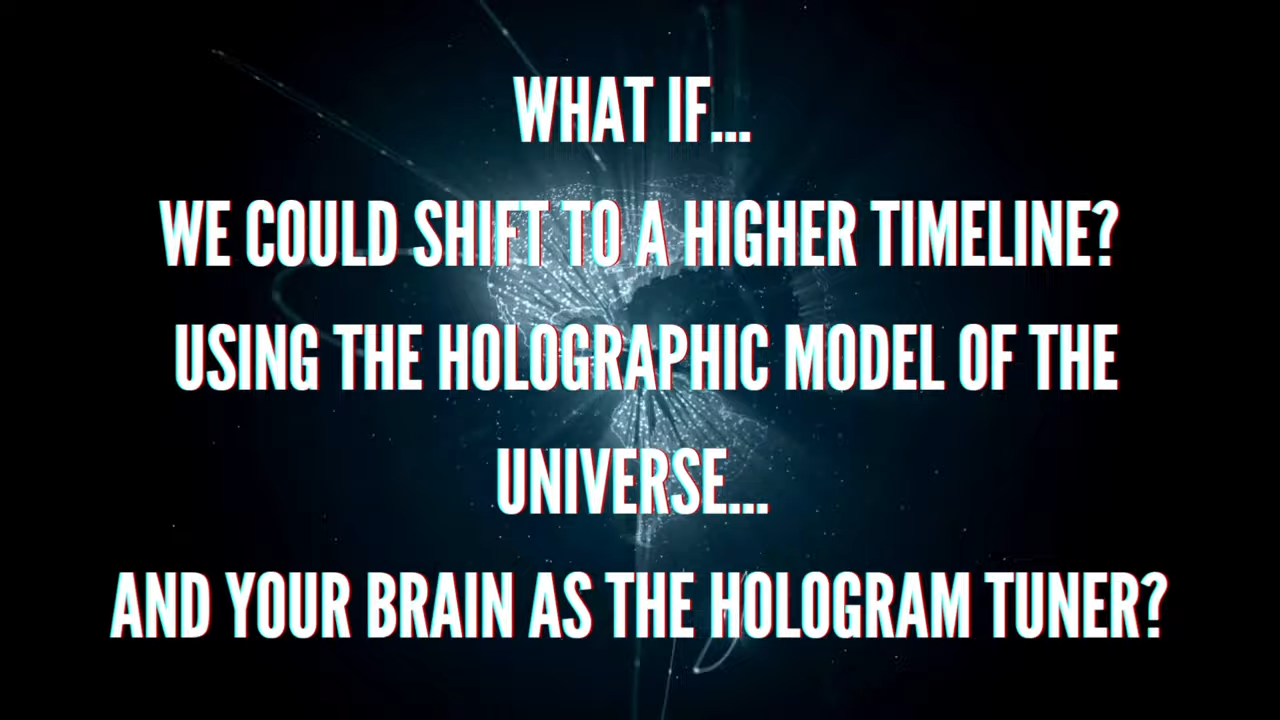 WHAT IF...
WE COULD SHIFT TO A HIGHER TIMELINE?
USING THE HOLOGRAPHIC MODEL OF THE
UNIVERSE...
AND YOUR BRAIN AS THE HOLOGRAM TUNER?